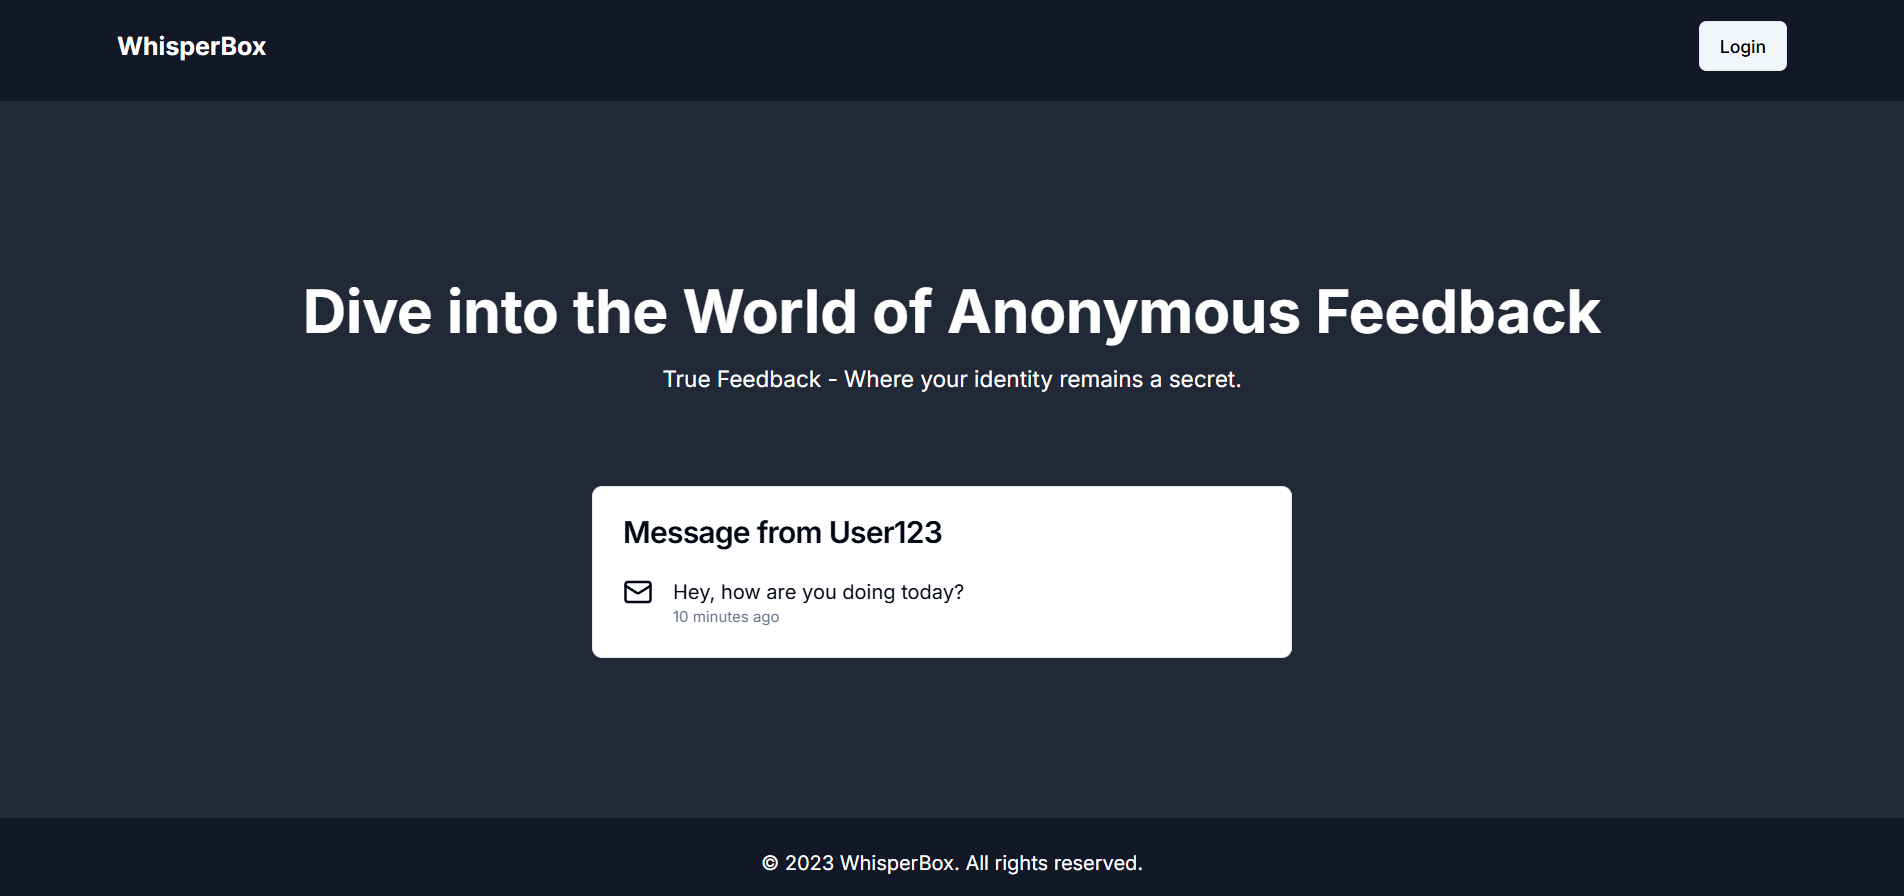 WhisperBox
Login
Dive into the World of Anonymous Feedback
True Feedback - Where your identity remains a secret.
Message from User123
Hey, how are you doing today?
10 minutes ago
© 2023 WhisperBox. All rights reserved.